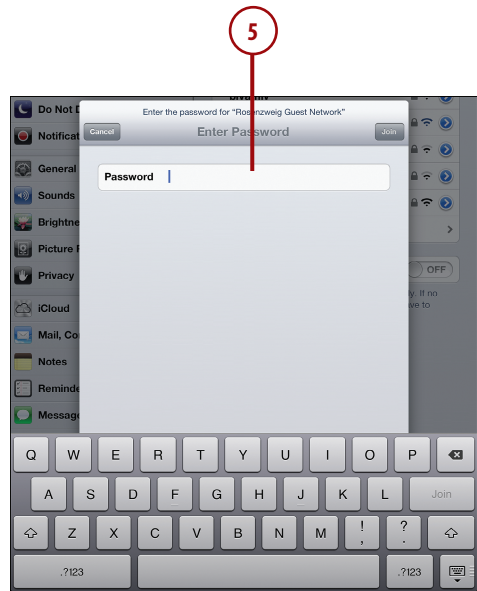 5
Do Not D
Enter the password for "Rosenzweig Guest Network"
Cancel
Enter Password
Join
Notificat
General
Password
Sounds
Brightne
Picture F
Privacy
OFF
ly. If no
ave to
iCloud
Mail, Co
Notes
Reminde
Message
Q W E R T Y U I O P
A S D F G H J K L Join
Z X C V B N M ! , ? .
.?123 .?123